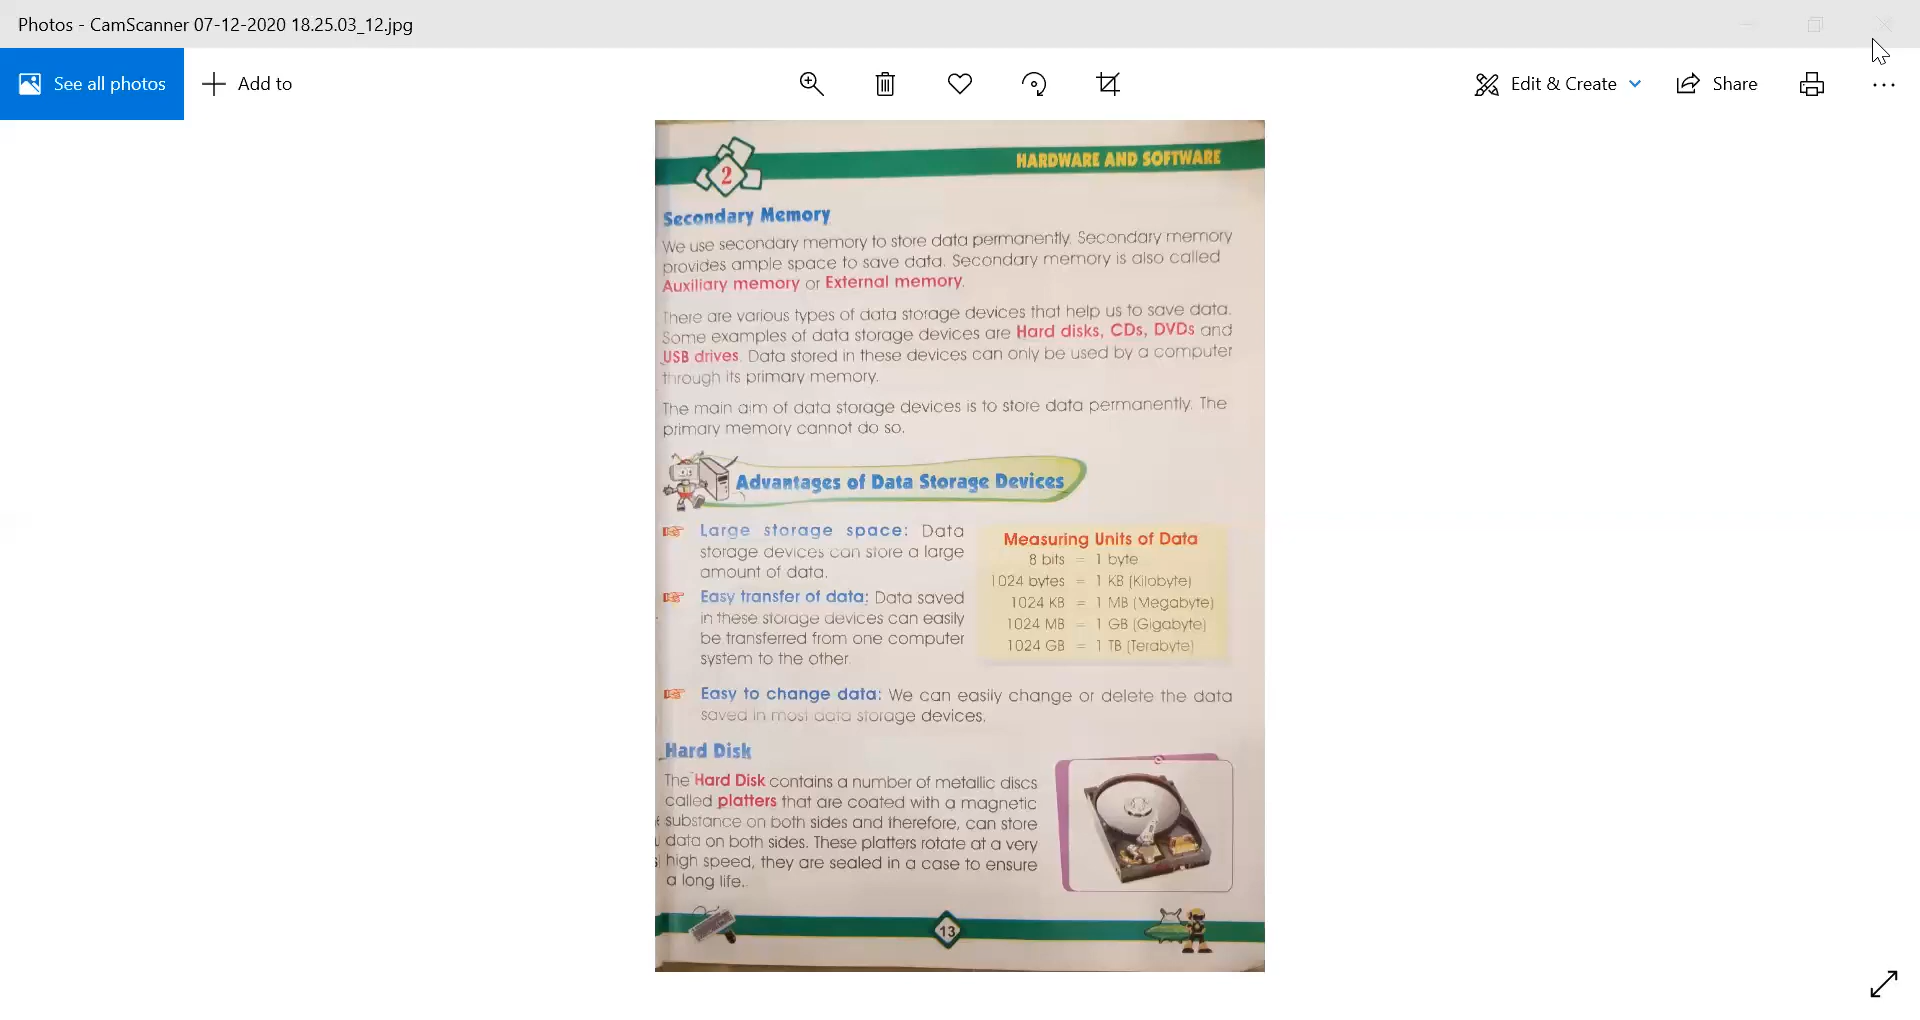 Photos - CamScanner 07-12-2020 18.25.03_12.jpg
See all photos
Add to
Edit & Create
Share
2
HARDWARE AND SOFTWARE
Secondary Memory
We use secondary memory to store data permanently. Secondary memory
provides ample space to save data. Secondary memory is also called
Auxiliary memory or External memory.
There are various types of data storage devices that help us to save data.
Some examples of data storage devices are Hard disks, CDs, DVDs and
USB drives. Data stored in these devices can only be used by a computer
through its primary memory.
The main aim of data storage devices is to store data permanently. The
primary memory cannot do so.
Advantages of Data Storage Devices
Large storage space: Data
storage devices can store a large
amount of data.
Easy transfer of data: Data saved
in these storage devices can easily
be transferred from one computer
system to the other.
Measuring Units of Data
8 bits = 1 byte
1024 bytes = 1 KB (Kilobyte)
1024 KB = 1 MB (Megabyte)
1024 MB = 1 GB (Gigabyte)
1024 GB = 1 TB (Terabyte)
Easy to change data: We can easily change or delete the data
saved in most data storage devices.
Hard Disk
The Hard Disk contains a number of metallic discs
called platters that are coated with a magnetic
substance on both sides and therefore, can store
data on both sides. These platters rotate at a very
high speed, they are sealed in a case to ensure
a long life.
13